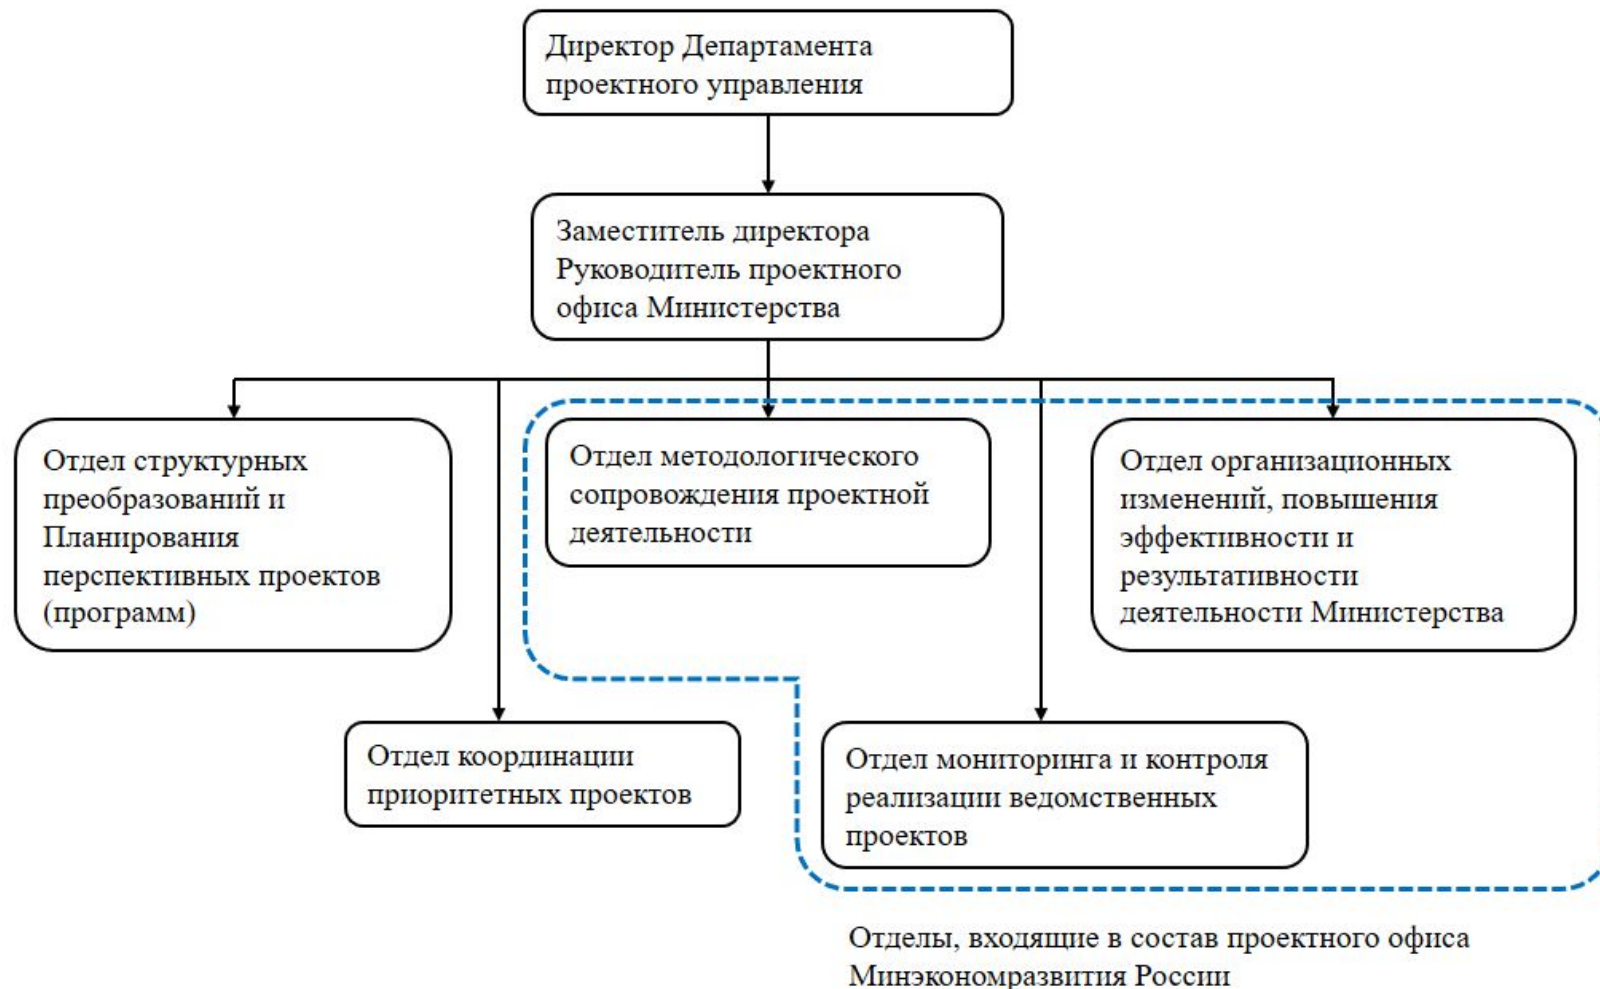 Директор Департамента
проектного управления
Заместитель директора
Руководитель проектного
офиса Министерства
Отдел структурных
преобразований и
Планирования
перспективных проектов
(программ)
Отдел методологического
сопровождения проектной
деятельности
Отдел организационных
изменений, повышения
эффективности и
результативности
деятельности Министерства
Отдел координации
приоритетных проектов
Отдел мониторинга и контроля
реализации ведомственных
проектов
Отделы, входящие в состав проектного офиса
Минэкономразвития России